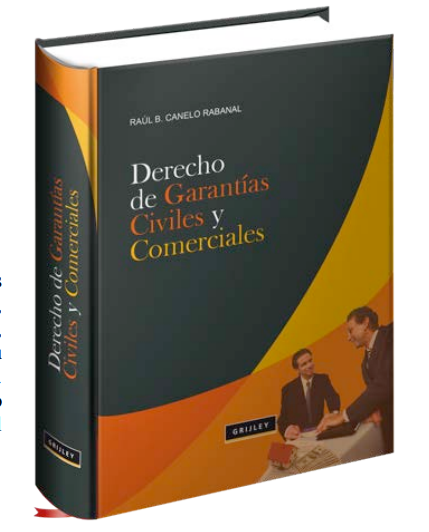 RAÚL B. CANELO RABANAL
Derecho
de Garantías
Civiles y
Comerciales
GRIJLEY
Derecho de Garantías
Civiles y Comerciales
GRIJLEY